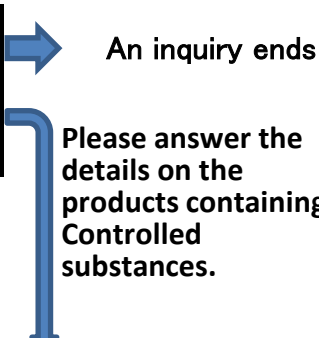 An inquiry ends
Please answer the
details on the
products containing
Controlled
substances.